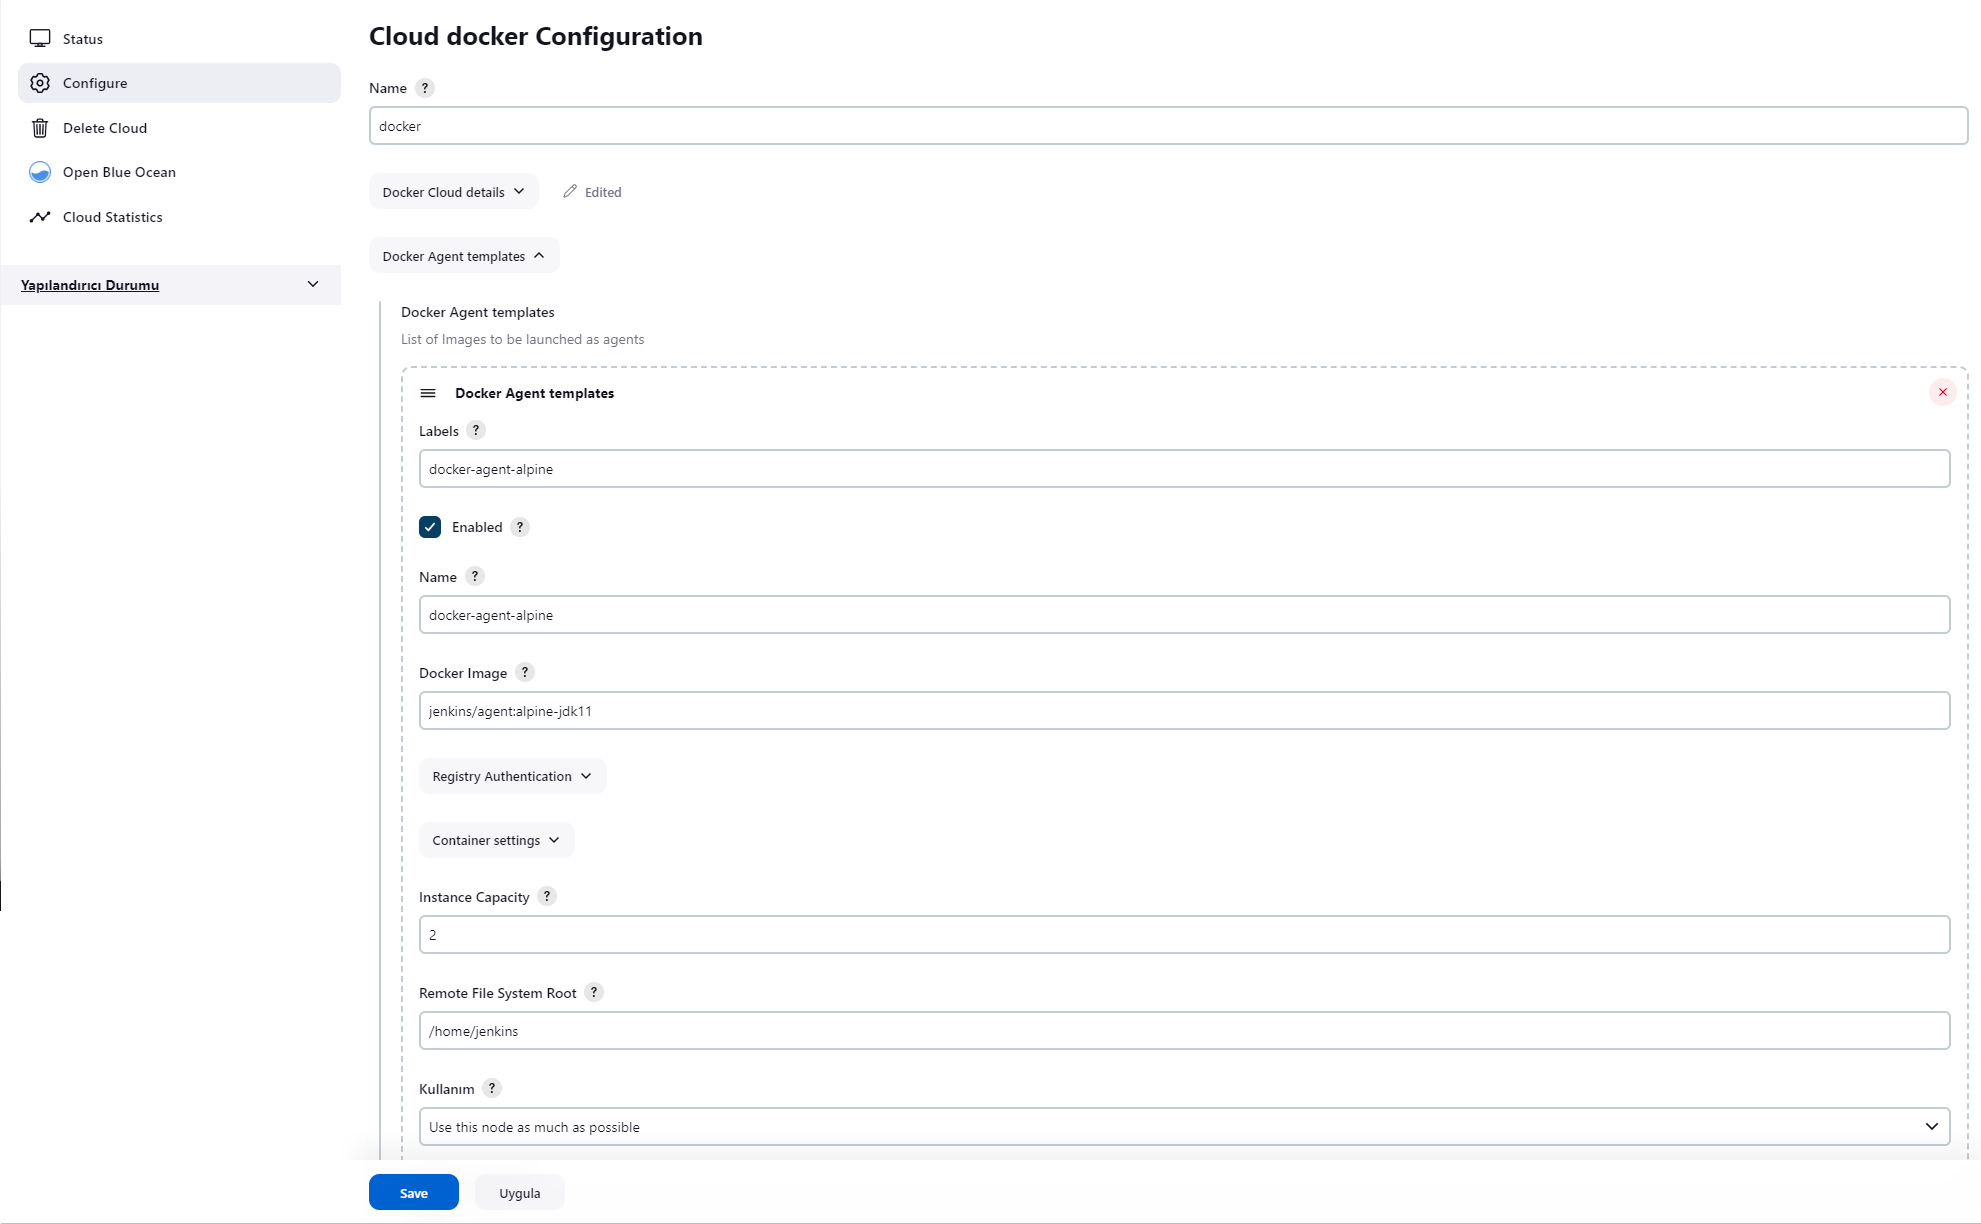 Status
Configure
Delete Cloud
Open Blue Ocean
Cloud Statistics
Yapılandırıcı Durumu
Cloud docker Configuration
Name ?
docker
Docker Cloud details
Edited
Docker Agent templates
Docker Agent templates
List of Images to be launched as agents
Docker Agent templates
Labels ?
docker-agent-alpine
Enabled ?
Name ?
docker-agent-alpine
Docker Image ?
jenkins/agent:alpine-jdk11
Registry Authentication
Container settings
Instance Capacity ?
2
Remote File System Root ?
/home/jenkins
Kullanım ?
Use this node as much as possible
Save
Uygula